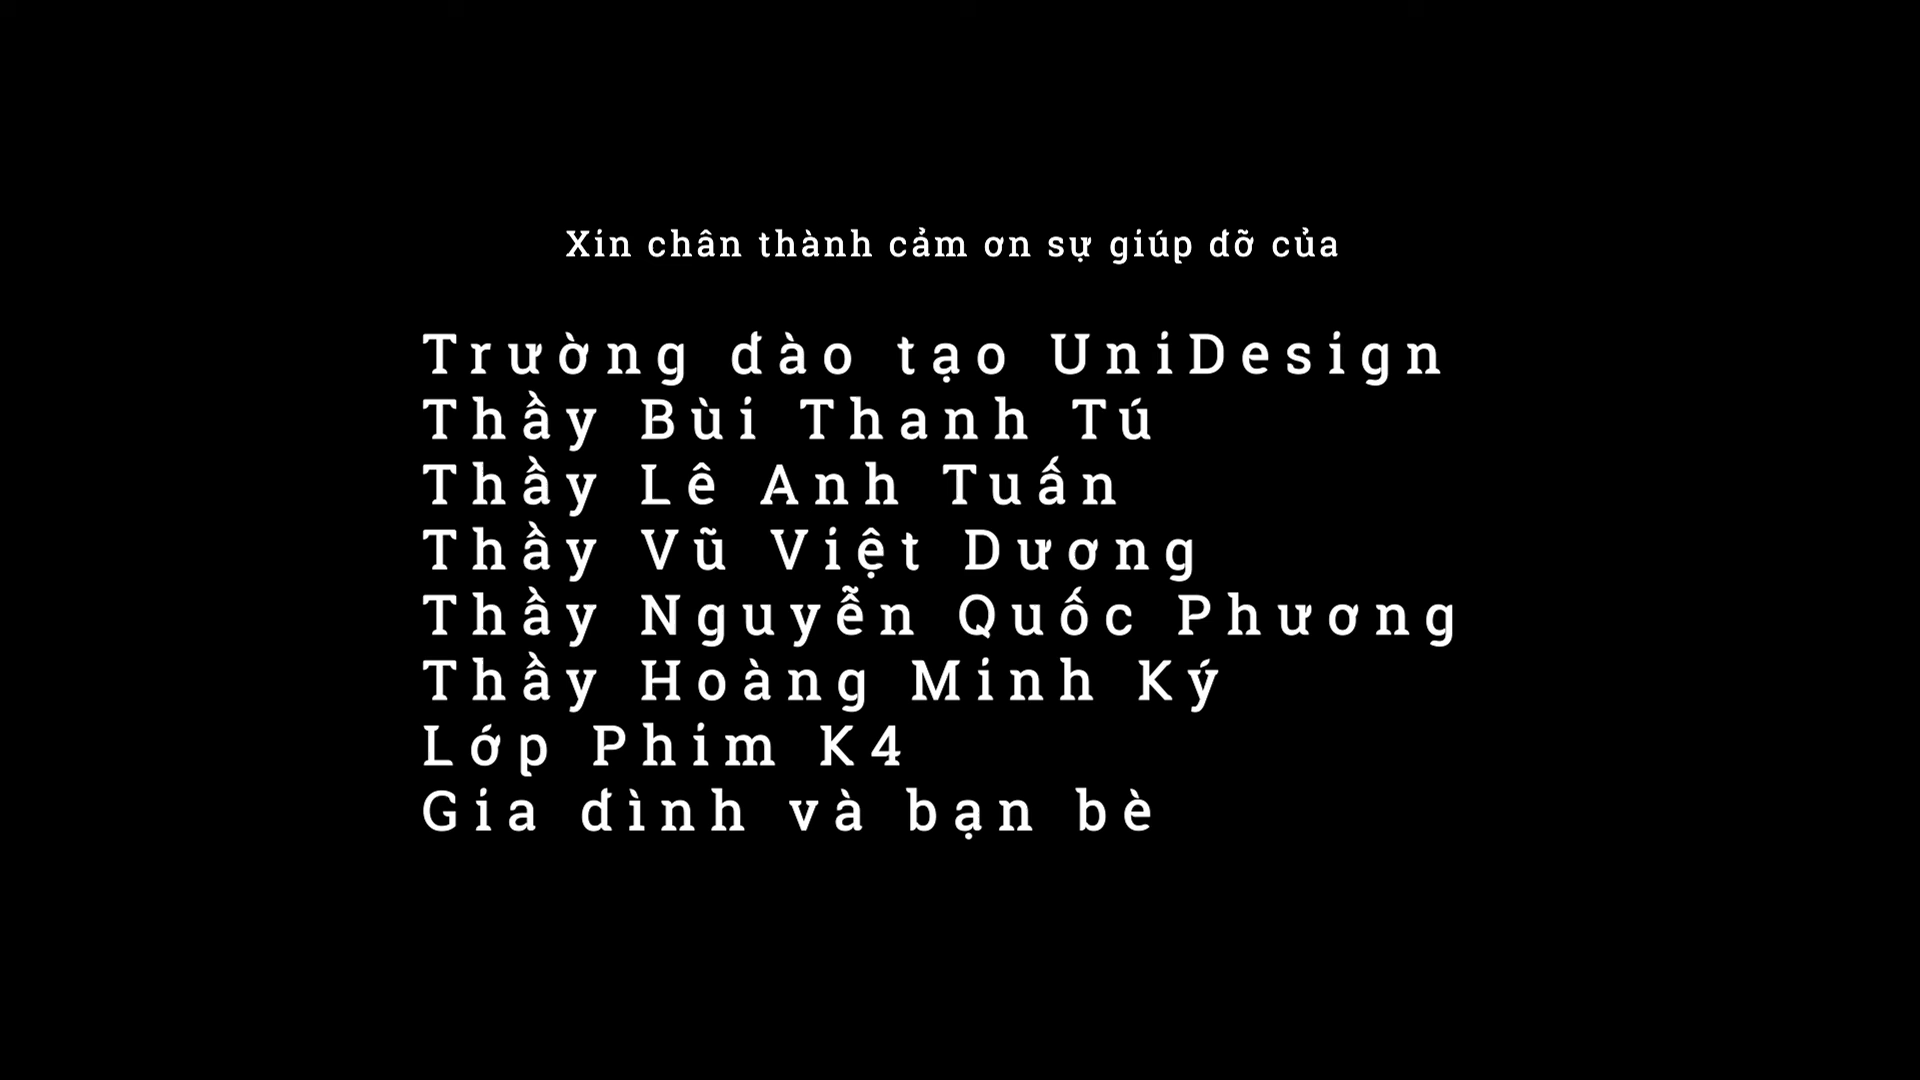 Xin chân thành cảm ơn sự giúp đỡ của
Trường đào tạo UniDesign
Thầy Bùi Thanh Tú
Thầy Lê Anh Tuấn
Thầy Vũ Việt Dương
Thầy Nguyễn Quốc Phương
Thầy Hoàng Minh Ký
Lớp Phim K4
Gia đình và bạn bè